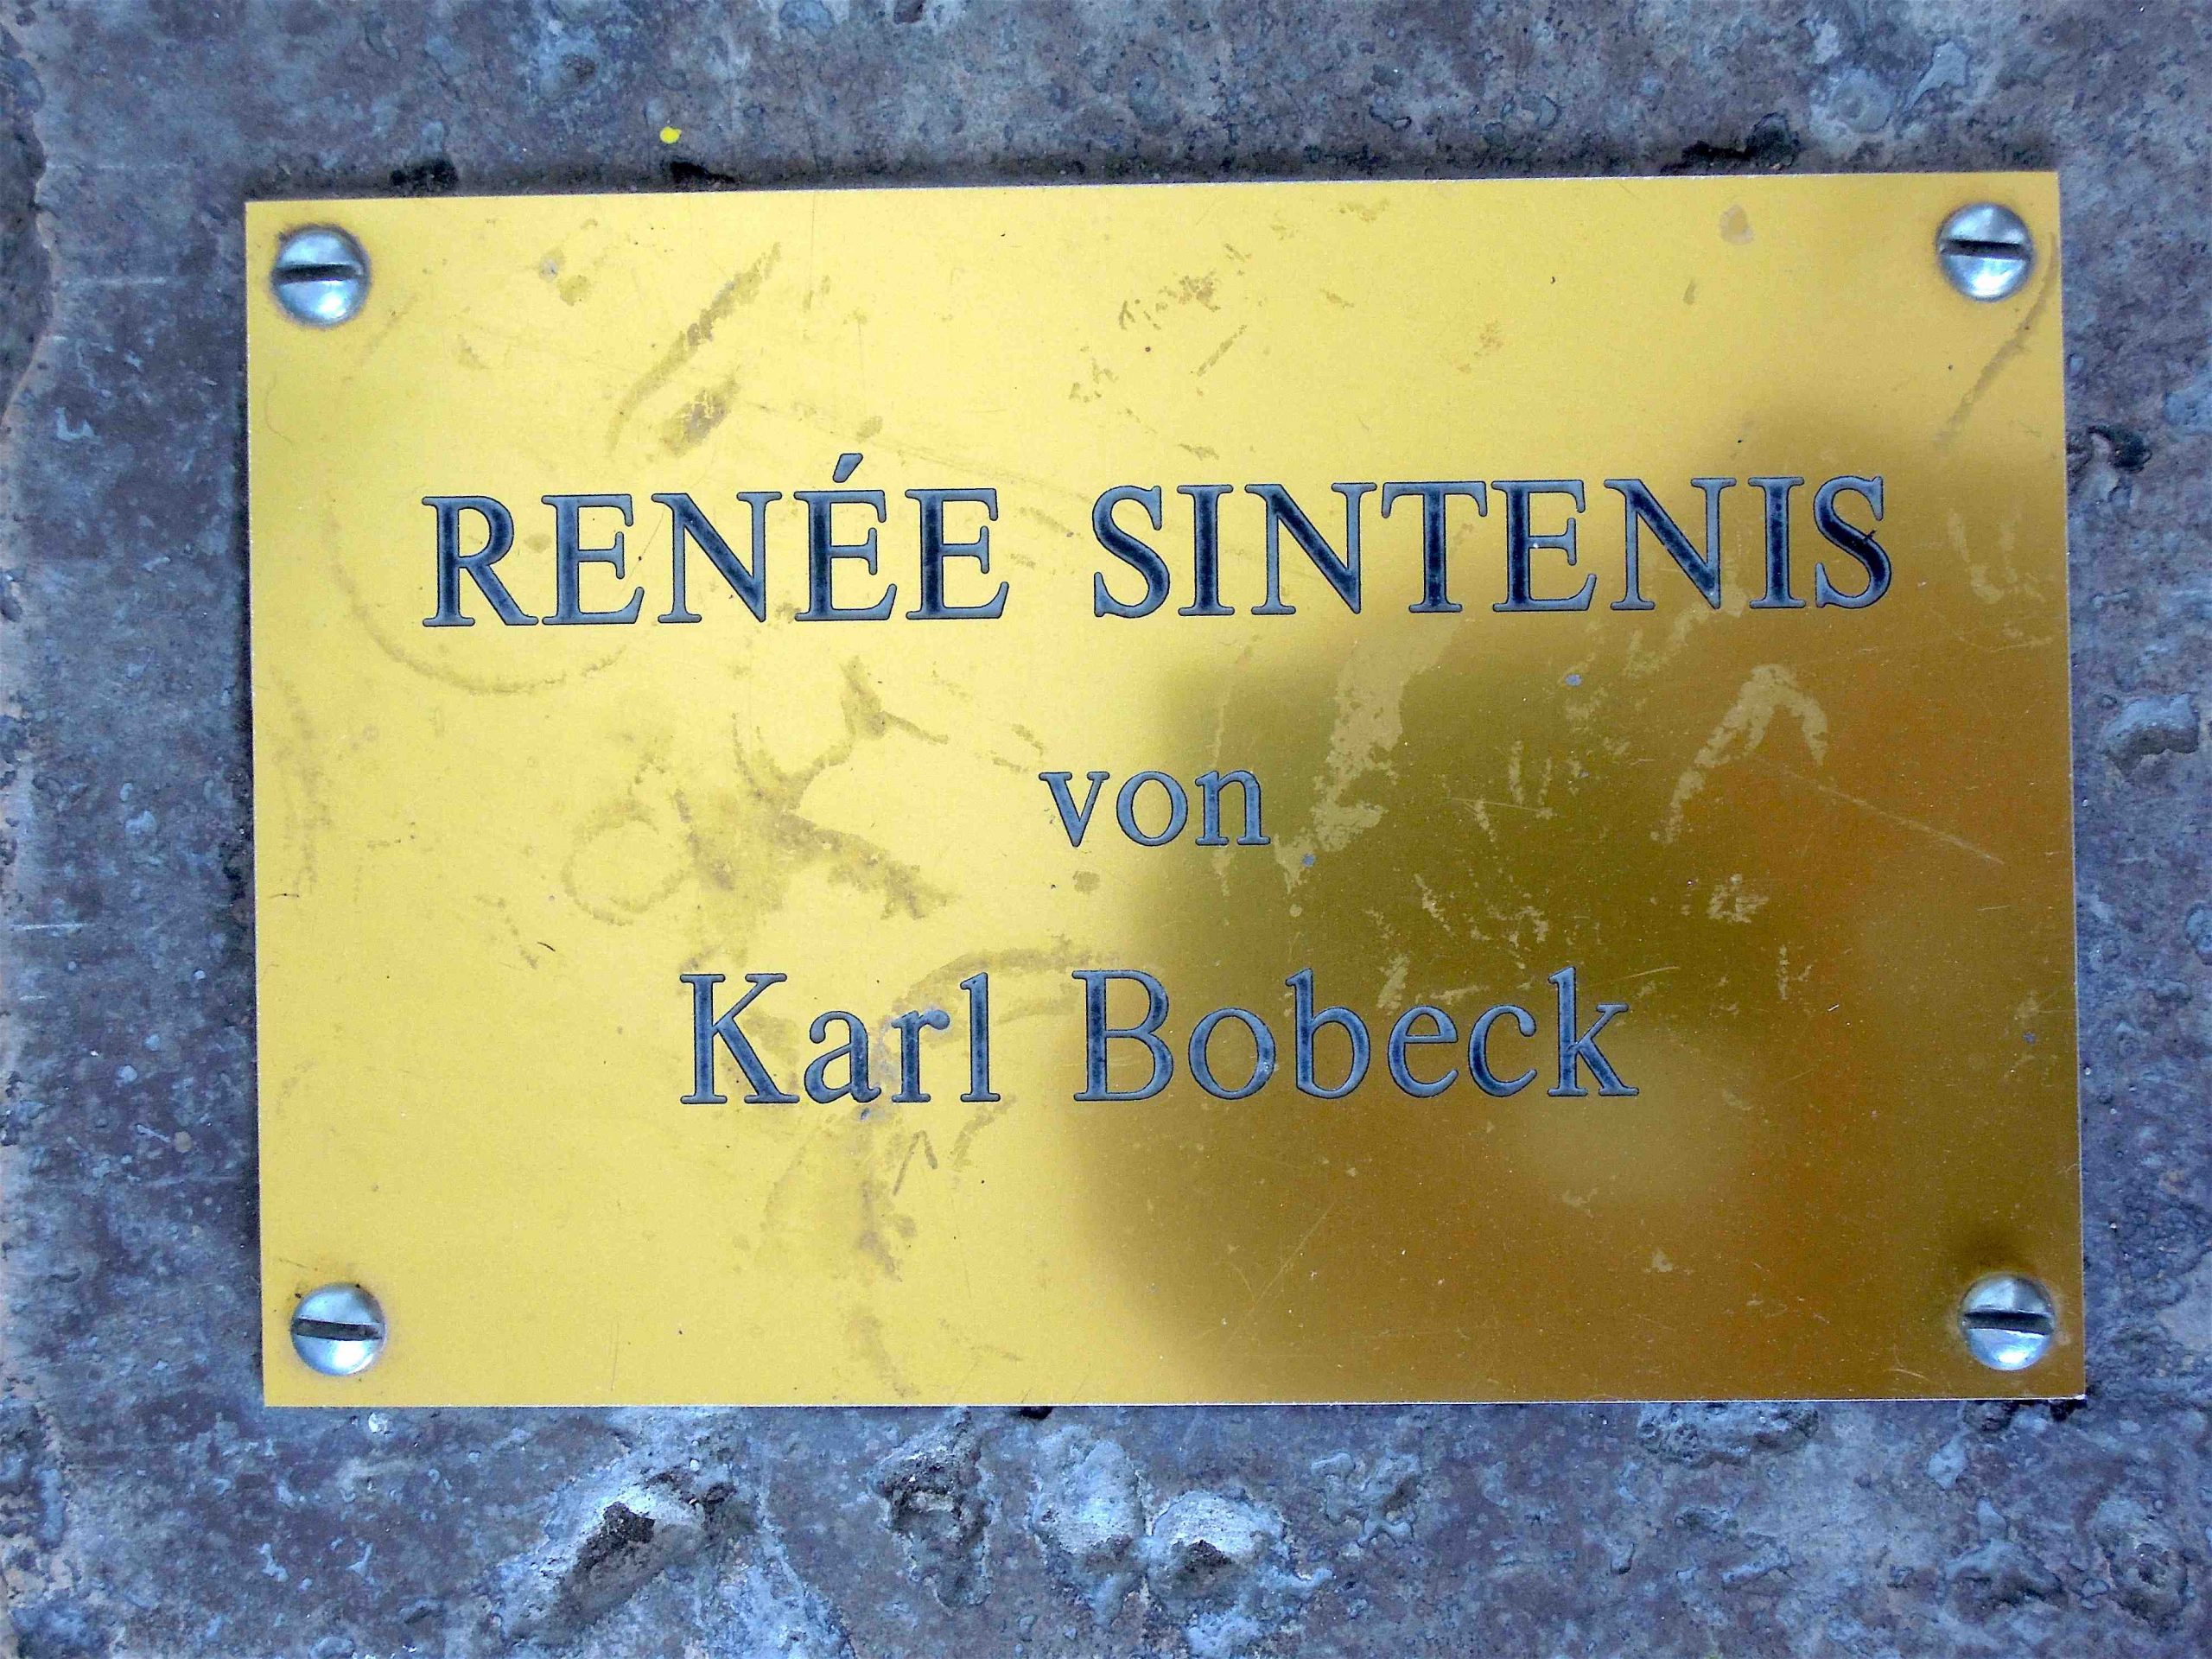 RENÉE SINTENIS
von
Karl Bobeck